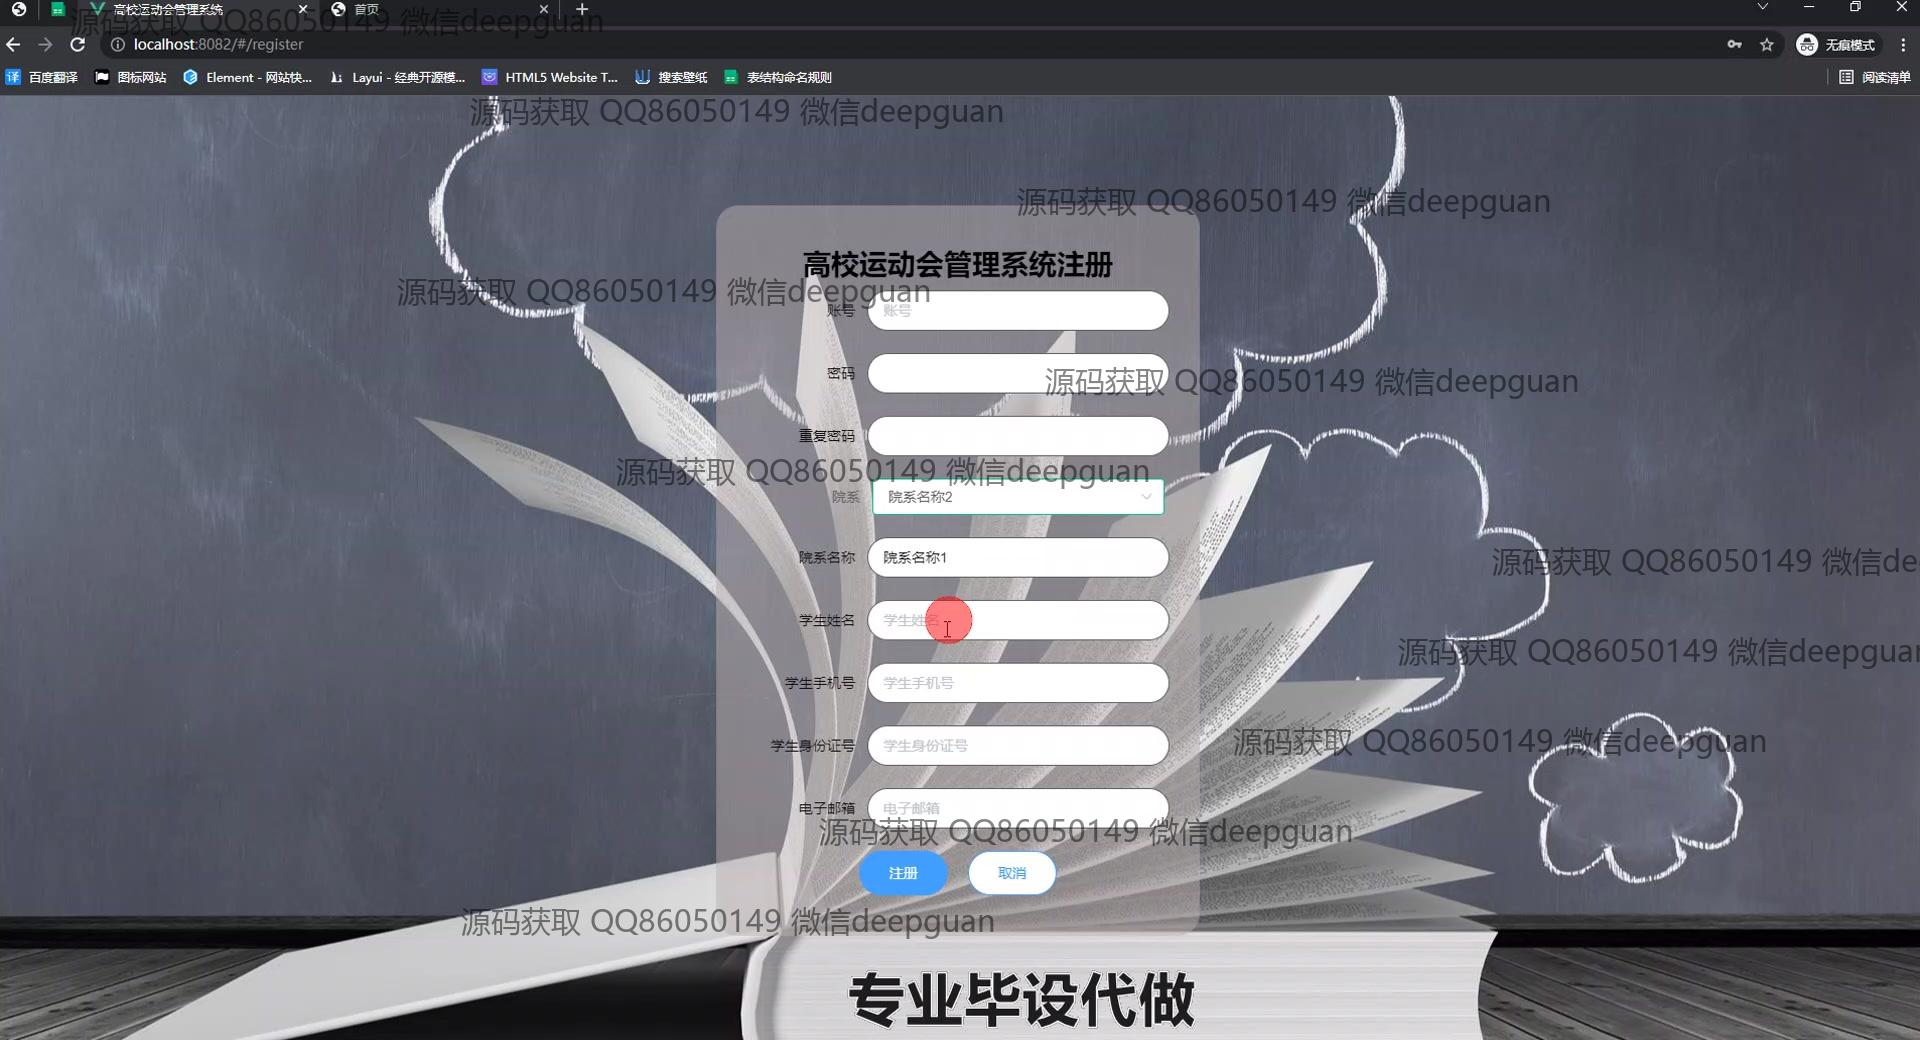 高校运动会管理系统
首页
源码获取 QQ86050149 微信deepguan
localhost:8082/#/register
无痕模式
百度翻译
图标网站
Element - 网站快...
Layui - 经典开源模...
HTML5 Website T...
搜索壁纸
表结构命名规则
阅读清单
源码获取 QQ86050149 微信deepguan
源码获取 QQ86050149 微信deepguan
高校运动会管理系统注册
源码获取 QQ86050149 微信deepguan
账号 账号
密码
源码获取 QQ86050149 微信deepguan
重复密码
源码获取 QQ86050149 微信deepguan
院系 院系名称2
院系名称 院系名称1
源码获取 QQ86050149 微信de
学生姓名 学生姓名
源码获取 QQ86050149 微信deepguan
学生手机号 学生手机号
源码获取 QQ86050149 微信deepguan
学生身份证号 学生身份证号
电子邮箱 电子邮箱
源码获取 QQ86050149 微信deepguan
注册 取消
源码获取 QQ86050149 微信deepguan
专业毕设代做